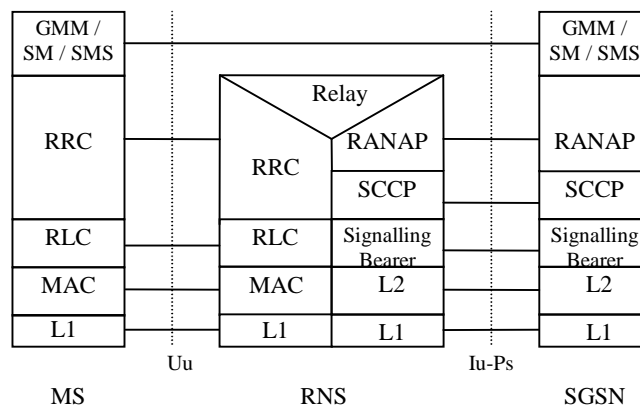 GMM /
SM / SMS
GMM /
SM / SMS
Relay
RRC
RRC
RANAP
RANAP
SCCP
SCCP
RLC
RLC
Signalling
Bearer
Signalling
Bearer
MAC
MAC
L2
L2
L1
L1
L1
L1
Uu
Iu-Ps
MS
RNS
SGSN